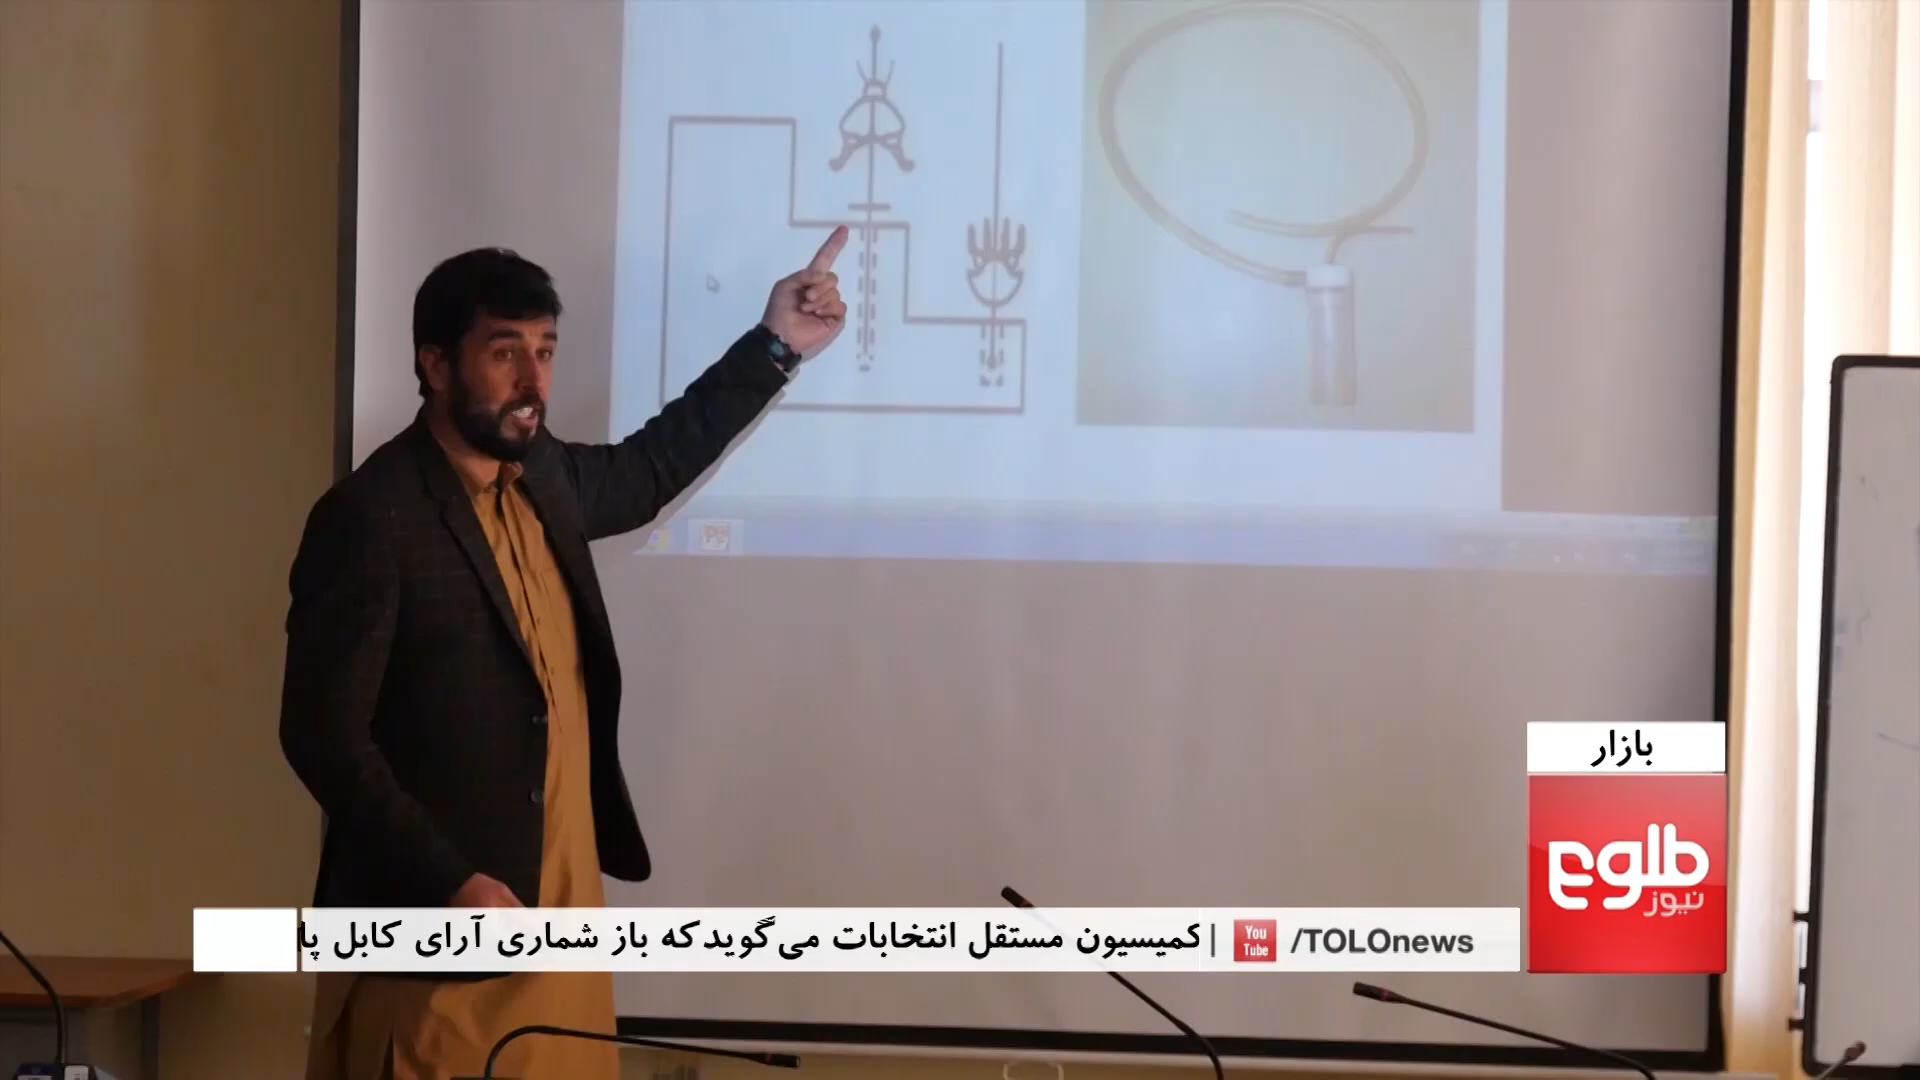 بازار
طلوع
نیوز
کمیسیون مستقل انتخابات می‌گوید که باز شماری آرای کابل پا
| You Tube /TOLOnews